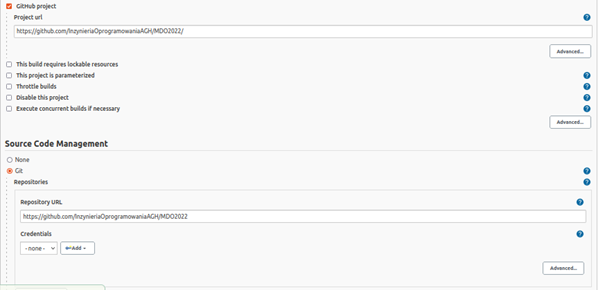 GitHub project
Project url
https://github.com/InzynieriaOprogramowaniaAGH/MDO2022/
Advanced...
This build requires lockable resources
This project is parameterized
Throttle builds
Disable this project
Execute concurrent builds if necessary
Advanced...
Source Code Management
None
Git
Repositories
Repository URL
https://github.com/InzynieriaOprogramowaniaAGH/MDO2022
Credentials
- none -
Add
Advanced...